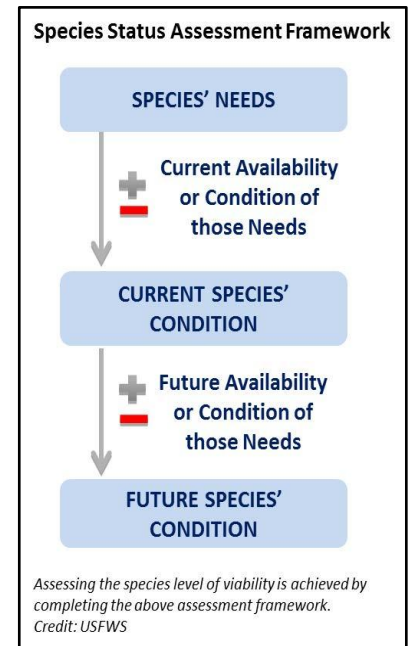 Species Status Assessment Framework
SPECIES' NEEDS
Current Availability
or Condition of
those Needs
CURRENT SPECIES'
CONDITION
Future Availability
or Condition of
those Needs
FUTURE SPECIES'
CONDITION
Assessing the species level of viability is achieved by
completing the above assessment framework.
Credit: USFWS